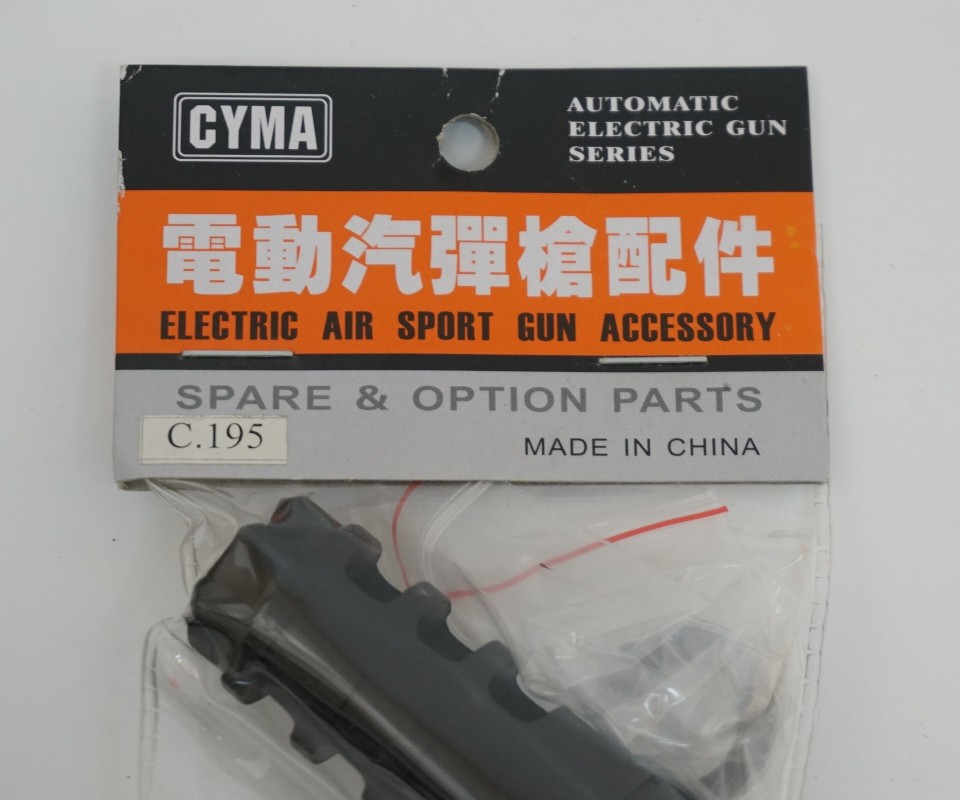 CYMA
AUTOMATIC
ELECTRIC GUN
SERIES
電動汽彈槍配件
ELECTRIC AIR SPORT GUN ACCESSORY
SPARE & OPTION PARTS
C.195
MADE IN CHINA